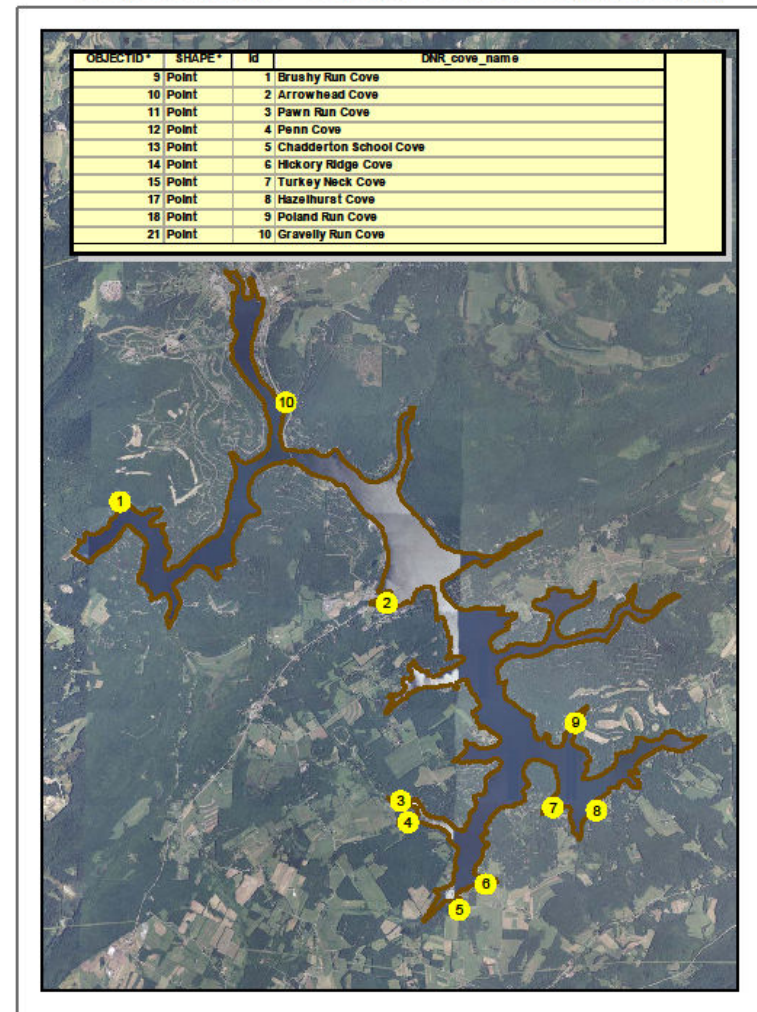 OBJECTID * SHAPE * Id DNR_cove_name
9 Point 1 Brushy Run Cove
10 Point 2 Arrowhead Cove
11 Point 3 Pawn Run Cove
12 Point 4 Penn Cove
13 Point 5 Chadderton School Cove
14 Point 6 Hickory Ridge Cove
15 Point 7 Turkey Neck Cove
17 Point 8 Hazelhurst Cove
18 Point 9 Poland Run Cove
21 Point 10 Gravelly Run Cove
10
1
2
9
3
7
8
4
6
5